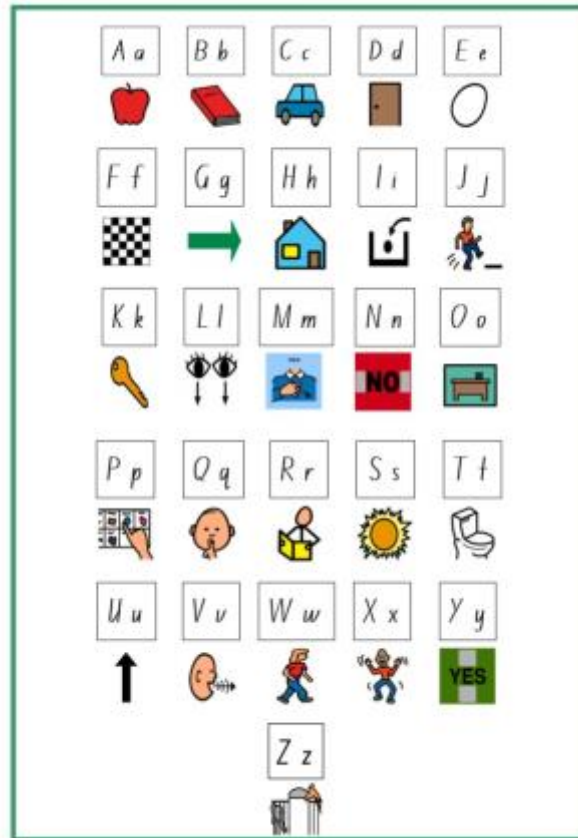 Aa Bb Cc Dd Ee
Ff Gg Hh Ii Jj
Kk Ll Mm Nn Oo
NO
Pp Qq Rr Ss Tt
Uu Vv Ww Xx Yy
YES
Zz